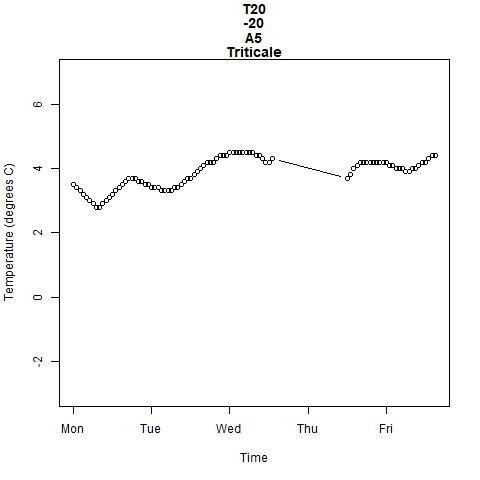 T20
-20
A5
Triticale
Temperature (degrees C)
6
4
2
0
-2
Mon Tue Wed Thu Fri
Time